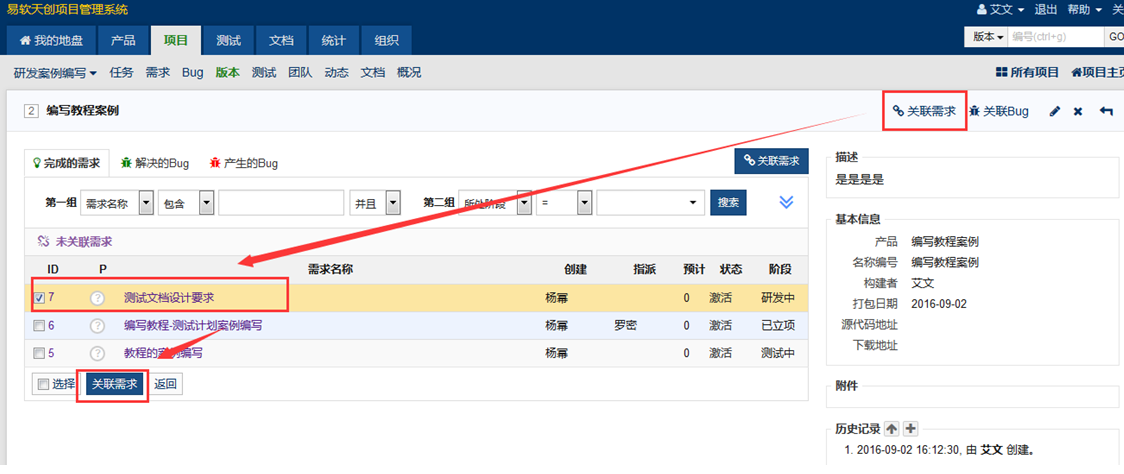 易软天创项目管理系统
艾文 退出 帮助 关
我的地盘 产品 项目 测试 文档 统计 组织
版本 编号(ctrl+g) GO
研发案例编写 任务 需求 Bug 版本 测试 团队 动态 文档 概况
所有项目 项目主页
2 编写教程案例
关联需求 关联Bug
完成的需求 解决的Bug 产生的Bug
关联需求
第一组 需求名称 包含 并且 第二组 所处阶段 = 搜索
未关联需求
ID P 需求名称 创建 指派 预计 状态 阶段
7 ? 测试文档设计要求 杨幂 0 激活 研发中
6 ? 编写教程-测试计划案例编写 杨幂 罗密 0 激活 已立项
5 ? 教程的案例编写 杨幂 0 激活 测试中
选择 关联需求 返回
描述
是是是是
基本信息
产品 编写教程案例
名称编号 编写教程案例
构建者 艾文
打包日期 2016-09-02
源代码地址
下载地址
附件
历史记录
1. 2016-09-02 16:12:30, 由 艾文 创建。